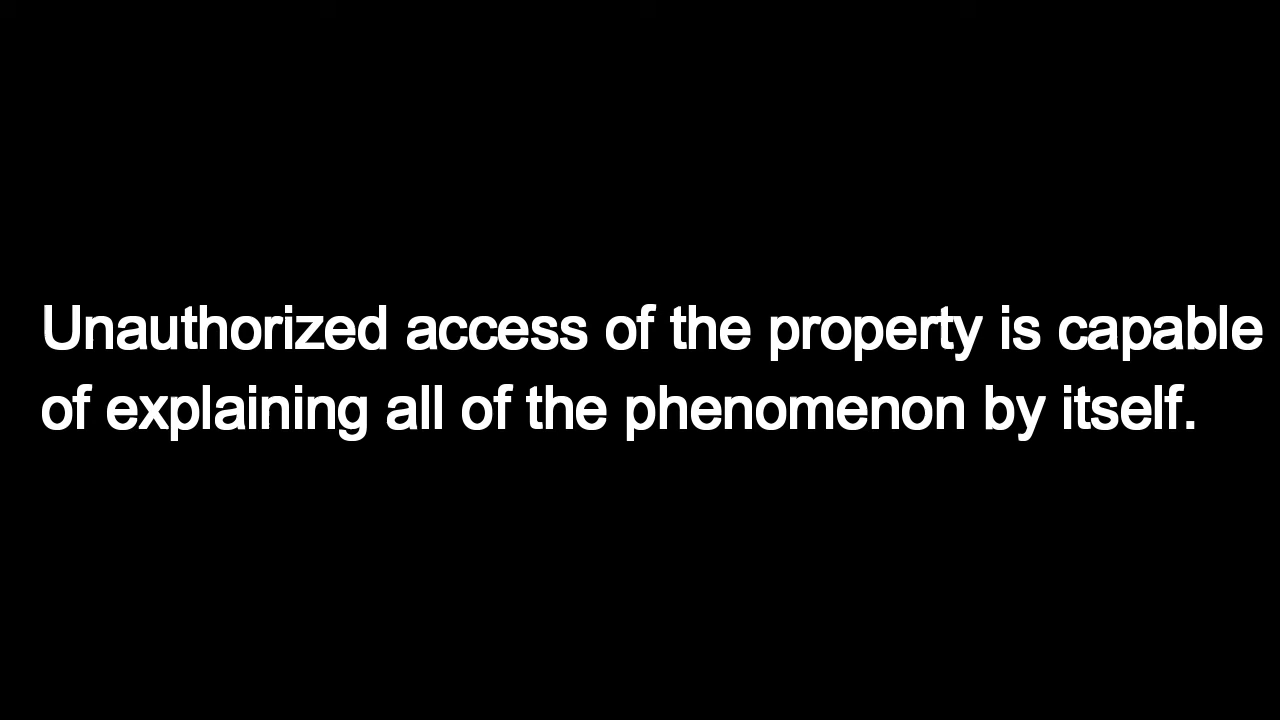 Unauthorized access of the property is capable
of explaining all of the phenomenon by itself.